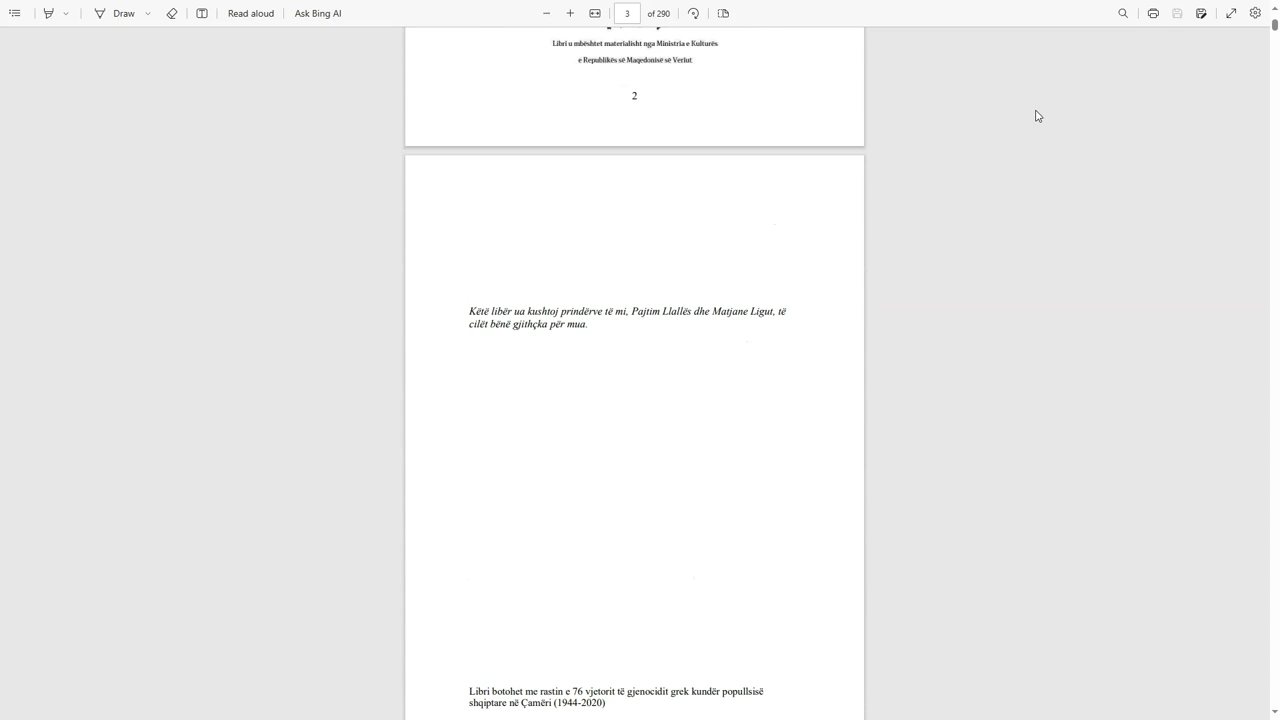 Read aloud
Ask Bing AI
Draw
3
of 290
Libri u mbështet materialisht nga Ministria e Kulturës
e Republikës së Maqedonisë së Veriut
2
Këtë libër ua kushtoj prindërve të mi, Pajtim Llallës dhe Matjane Ligut, të
cilët bënë gjithçka për mua.
Libri botohet me rastin e 76 vjetorit të gjenocidit grek kundër popullsisë
shqiptare në Çamëri (1944-2020)